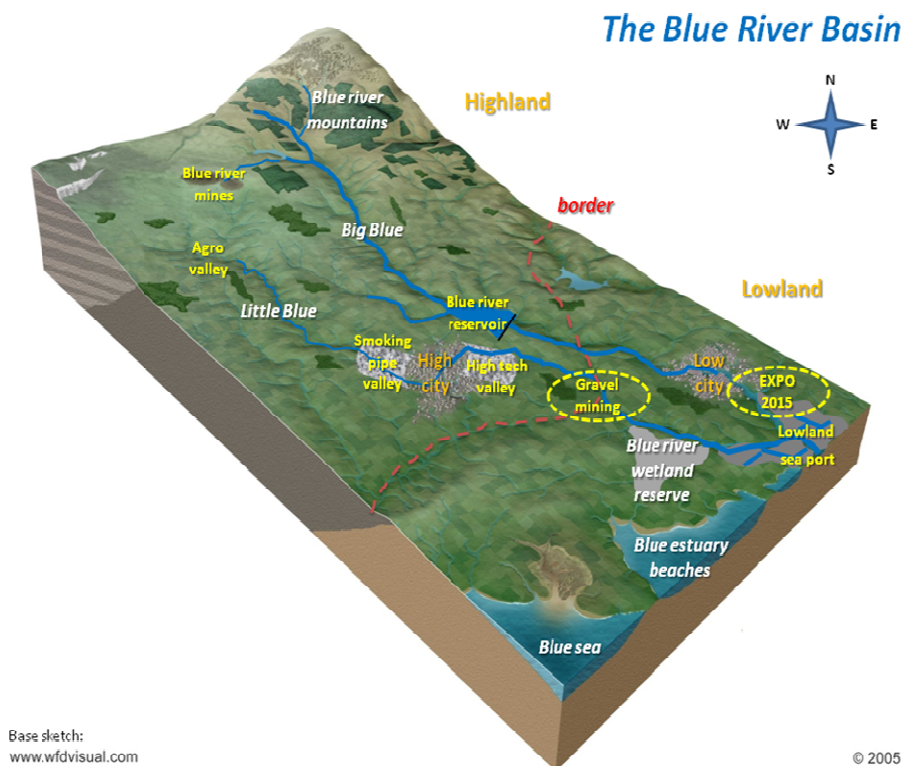 The Blue River Basin
N
W E
S
Highland
Blue river
mountains
Blue river
mines
border
Big Blue
Agro
valley
Lowland
Little Blue
Blue river
reservoir
Smoking
pipe
valley
High
city
High tech
valley
Low
city
EXPO
2015
Gravel
mining
Lowland
sea port
Blue river
wetland
reserve
Blue estuary
beaches
Blue sea
Base sketch:
www.wfdvisual.com
© 2005